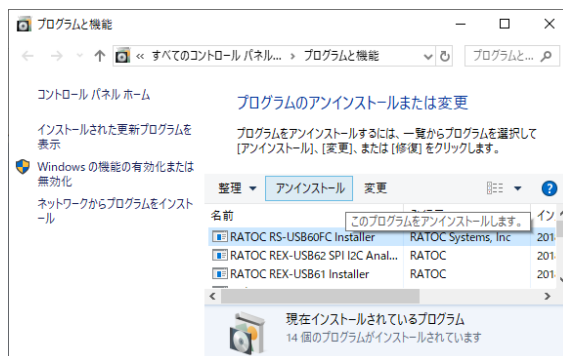 プログラムと機能
« すべてのコントロール パネル... › プログラムと機能
プログラムと...
コントロール パネル ホーム
インストールされた更新プログラムを
表示
Windows の機能の有効化または
無効化
ネットワークからプログラムをインスト
ール
プログラムのアンインストールまたは変更
プログラムをアンインストールするには、一覧からプログラムを選択して
[アンインストール]、[変更]、または [修復] をクリックします。
整理 ▼ アンインストール 変更
名前 イン
このプログラムをアンインストールします。
RATOC RS-USB60FC Installer RATOC Systems, Inc 201
RATOC REX-USB62 SPI I2C Anal... RATOC 201
RATOC REX-USB61 Installer RATOC 201
現在インストールされているプログラム
14 個のプログラムがインストールされています